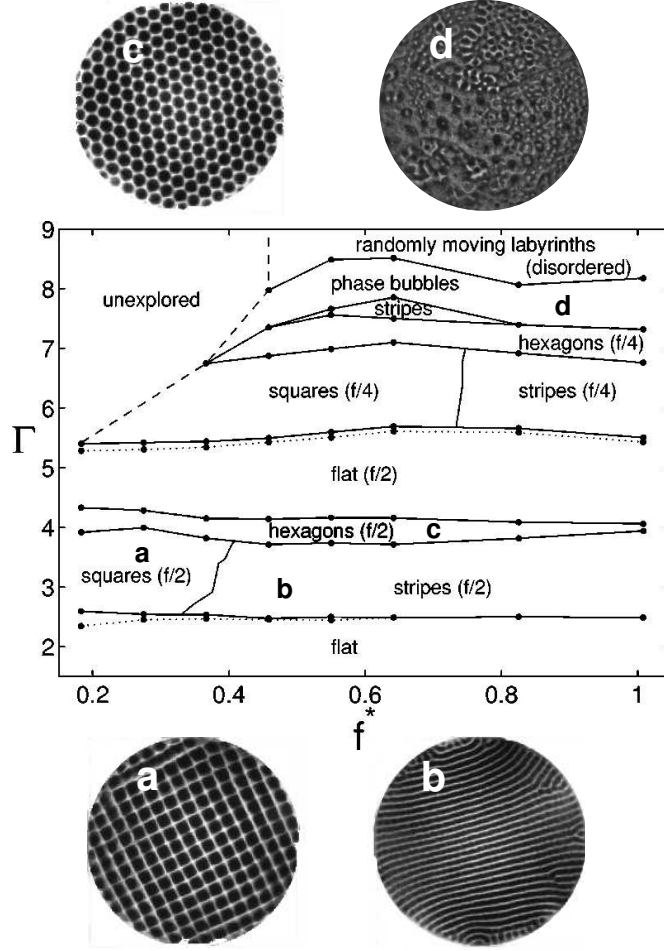 c
d
9
8
7
6
5
4
3
2
Γ
randomly moving labyrinths
(disordered)
phase bubbles
unexplored
stripes
d
hexagons (f/4)
squares (f/4)
stripes (f/4)
flat (f/2)
hexagons (f/2)
c
a
squares (f/2)
b
stripes (f/2)
flat
0.2 0.4 0.6 0.8 1
f*
a
b